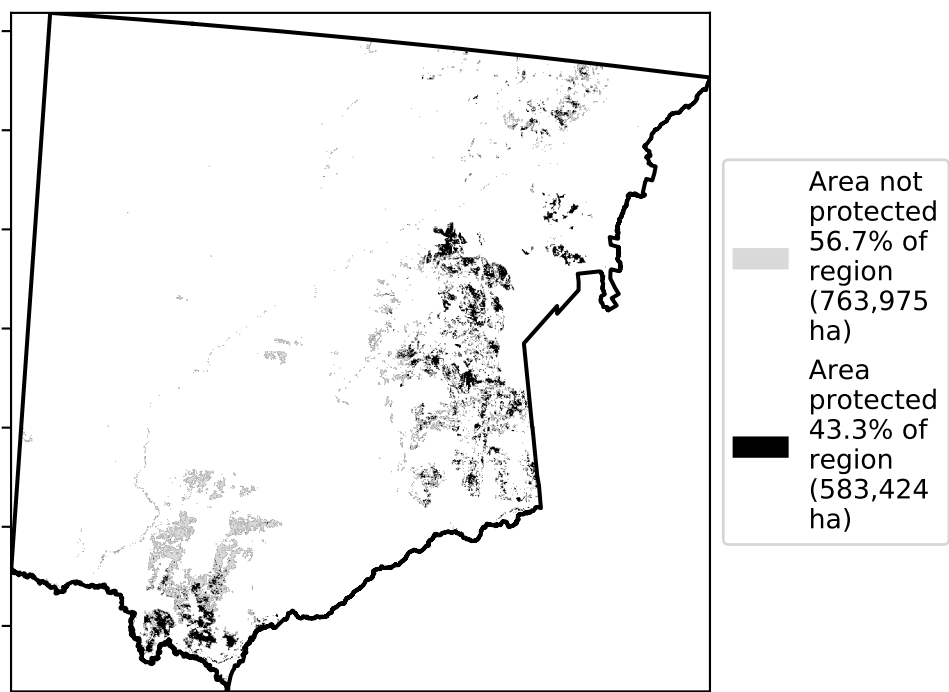 Area not
protected
56.7% of
region
(763,975
ha)
Area
protected
43.3% of
region
(583,424
ha)